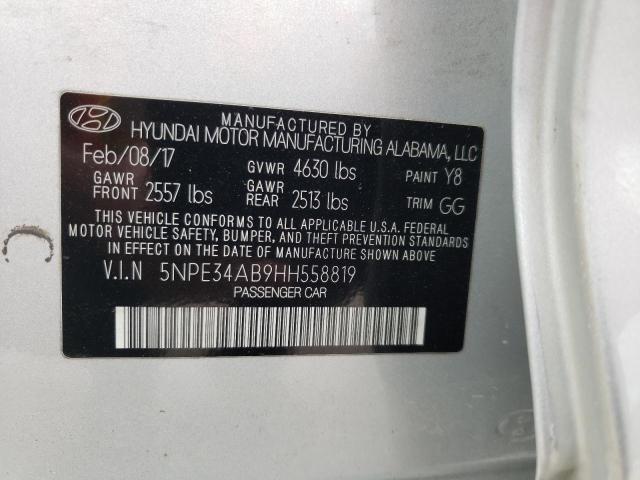 MANUFACTURED BY
HYUNDAI MOTOR MANUFACTURING ALABAMA, LLC
Feb/08/17 GVWR 4630 lbs PAINT Y8
GAWR FRONT 2557 lbs GAWR REAR 2513 lbs TRIM GG
THIS VEHICLE CONFORMS TO ALL APPLICABLE U.S.A. FEDERAL
MOTOR VEHICLE SAFETY, BUMPER, AND THEFT PREVENTION STANDARDS
IN EFFECT ON THE DATE OF MANUFACTURE SHOWN ABOVE.
V.I.N 5NPE34AB9HH558819
PASSENGER CAR